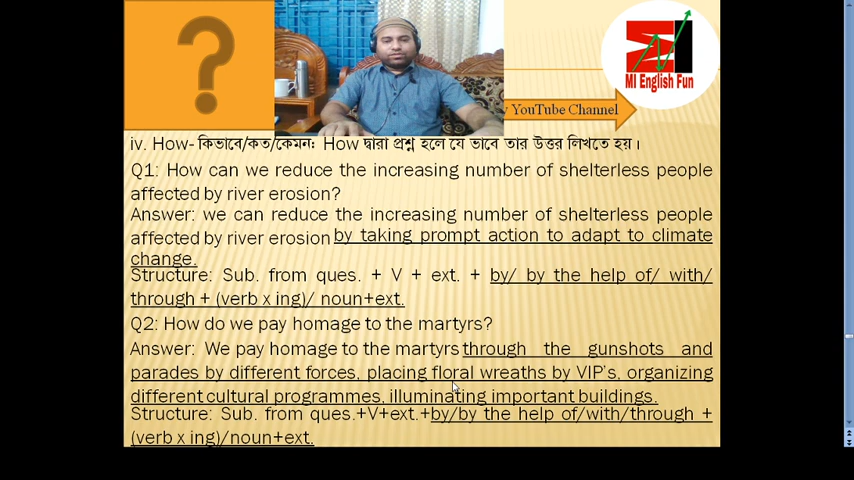 ?
MI English Fun
YouTube Channel
iv. How- কিভাবে/কত/কেমন: How দ্বারা প্রশ্ন হলে যে ভাবে তার উত্তর লিখতে হয়।
Q1: How can we reduce the increasing number of shelterless people
affected by river erosion?
Answer: we can reduce the increasing number of shelterless people
affected by river erosion by taking prompt action to adapt to climate
change.
Structure: Sub. from ques. + V + ext. + by/ by the help of/ with/
through + (verb x ing)/ noun+ext.
Q2: How do we pay homage to the martyrs?
Answer: We pay homage to the martyrs through the gunshots and
parades by different forces, placing floral wreaths by VIP's, organizing
different cultural programmes, illuminating important buildings.
Structure: Sub. from ques.+V+ext.+by/by the help of/with/through +
(verb x ing)/noun+ext.